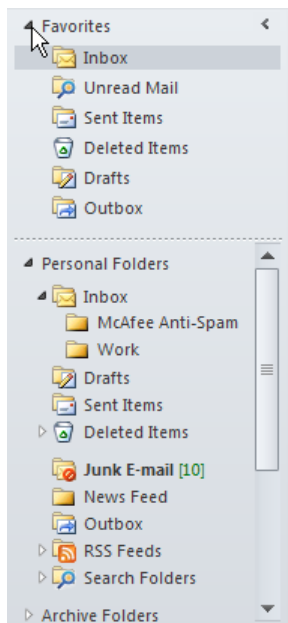 Favorites
Inbox
Unread Mail
Sent Items
Deleted Items
Drafts
Outbox
Personal Folders
Inbox
McAfee Anti-Spam
Work
Drafts
Sent Items
Deleted Items
Junk E-mail [10]
News Feed
Outbox
RSS Feeds
Search Folders
Archive Folders